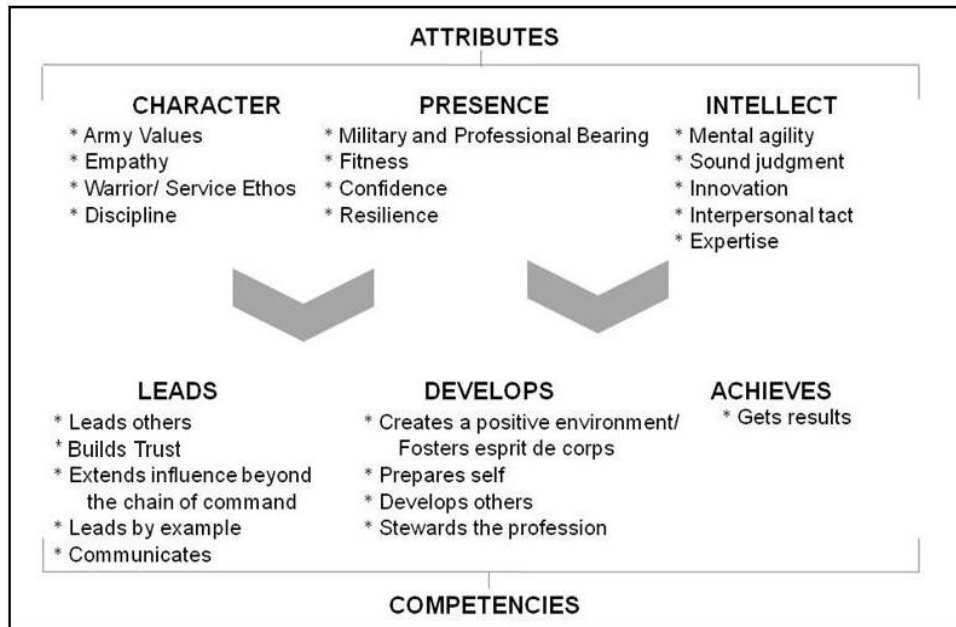 ATTRIBUTES
CHARACTER
* Army Values
* Empathy
* Warrior/ Service Ethos
* Discipline
PRESENCE
* Military and Professional Bearing
* Fitness
* Confidence
* Resilience
INTELLECT
* Mental agility
* Sound judgment
* Innovation
* Interpersonal tact
* Expertise
LEADS
* Leads others
* Builds Trust
* Extends influence beyond
the chain of command
* Leads by example
* Communicates
DEVELOPS
* Creates a positive environment/
Fosters esprit de corps
* Prepares self
* Develops others
* Stewards the profession
ACHIEVES
* Gets results
COMPETENCIES